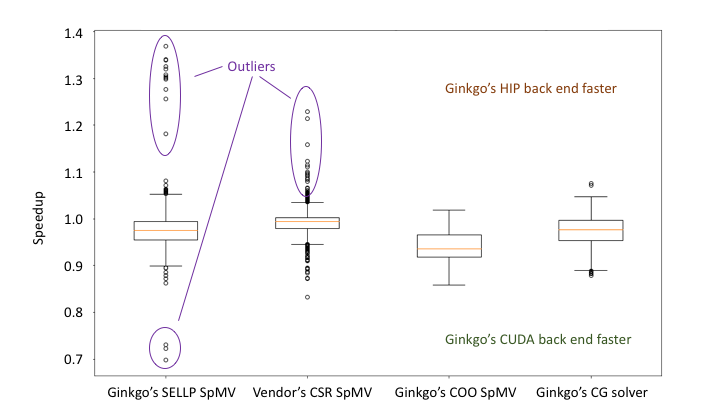 1.4
1.3
1.2
1.1
1.0
0.9
0.8
0.7
Speedup
Outliers
Ginkgo's HIP back end faster
Ginkgo's CUDA back end faster
Ginkgo's SELLP SpMV
Vendor's CSR SpMV
Ginkgo's COO SpMV
Ginkgo's CG solver